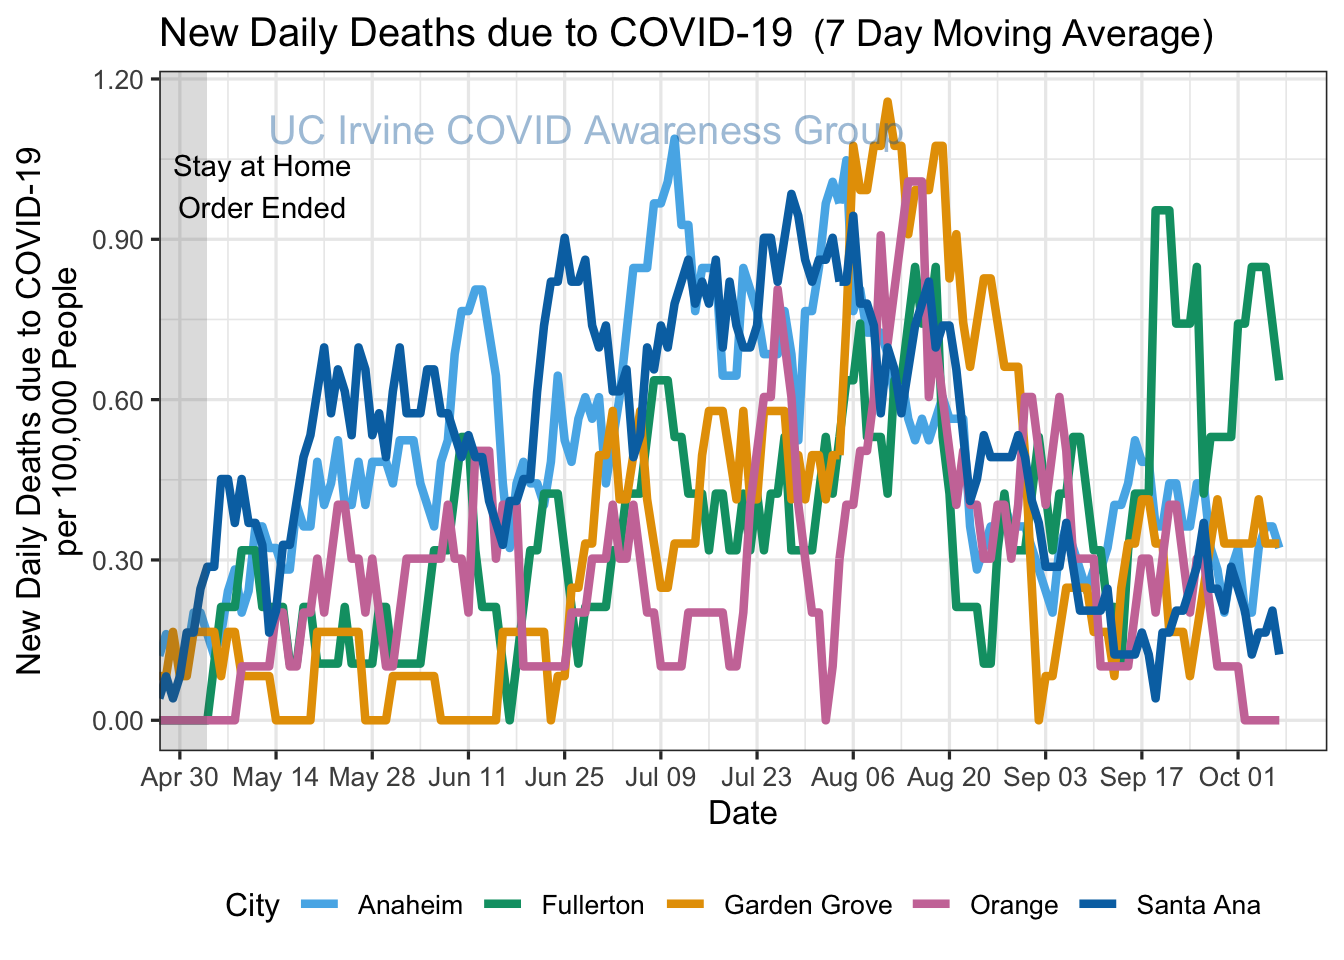 New Daily Deaths due to COVID-19 (7 Day Moving Average)
UC Irvine COVID Awareness Group
Stay at Home
Order Ended
New Daily Deaths due to COVID-19
per 100,000 People
1.20
0.90
0.60
0.30
0.00
Apr 30 May 14 May 28 Jun 11 Jun 25 Jul 09 Jul 23 Aug 06 Aug 20 Sep 03 Sep 17 Oct 01
Date
City Anaheim Fullerton Garden Grove Orange Santa Ana